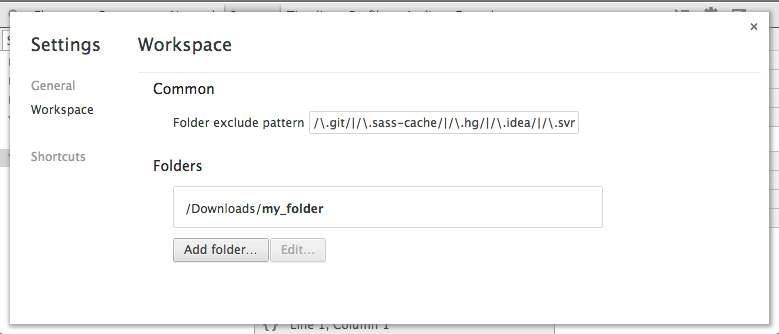 Settings
Workspace
General
Workspace
Shortcuts
Common
Folder exclude pattern /\.git/|/\.sass-cache/|/\.hg/|/\.idea/|/\.svr
Folders
/Downloads/my_folder
Add folder... Edit...
{} Line 1, Column 1